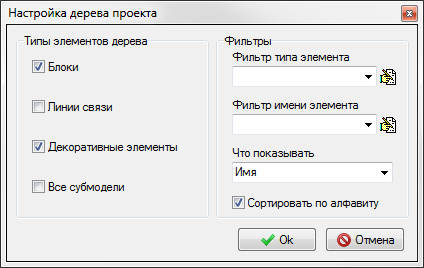 Настройка дерева проекта
Типы элементов дерева
Блоки
Линии связи
Декоративные элементы
Все субмодели
Фильтры
Фильтр типа элемента
Фильтр имени элемента
Что показывать
Имя
Сортировать по алфавиту
Ok
Отмена